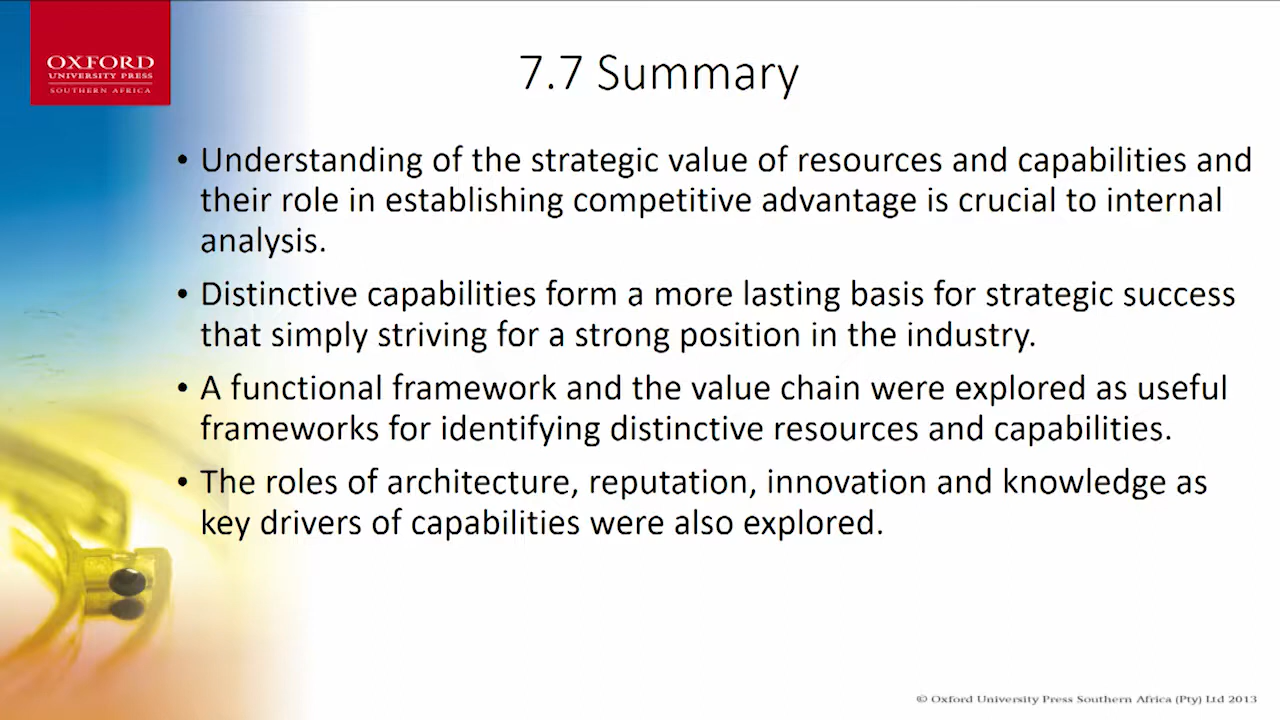 OXFORD
UNIVERSITY PRESS
SOUTHERN AFRICA
7.7 Summary
• Understanding of the strategic value of resources and capabilities and
their role in establishing competitive advantage is crucial to internal
analysis.
• Distinctive capabilities form a more lasting basis for strategic success
that simply striving for a strong position in the industry.
• A functional framework and the value chain were explored as useful
frameworks for identifying distinctive resources and capabilities.
• The roles of architecture, reputation, innovation and knowledge as
key drivers of capabilities were also explored.
© Oxford University Press Southern Africa (Pty) Ltd 2013